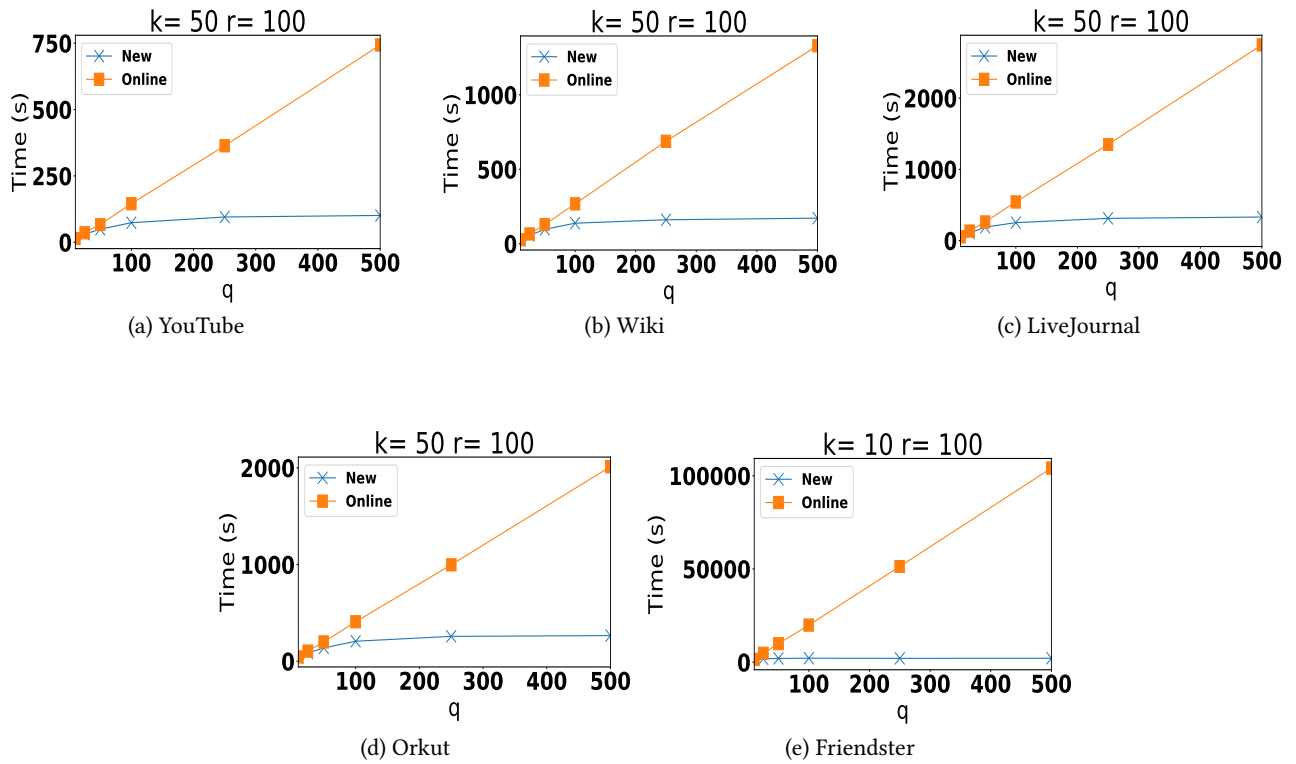 k= 50 r= 100
New
Online
Time (s)
750
500
250
0
100 200 300 400 500
q
(a) YouTube
k= 50 r= 100
New
Online
Time (s)
1000
500
0
100 200 300 400 500
q
(b) Wiki
k= 50 r= 100
New
Online
Time (s)
2000
1000
0
100 200 300 400 500
q
(c) LiveJournal
k= 50 r= 100
New
Online
Time (s)
2000
1000
0
100 200 300 400 500
q
(d) Orkut
k= 10 r= 100
New
Online
Time (s)
100000
50000
0
100 200 300 400 500
q
(e) Friendster